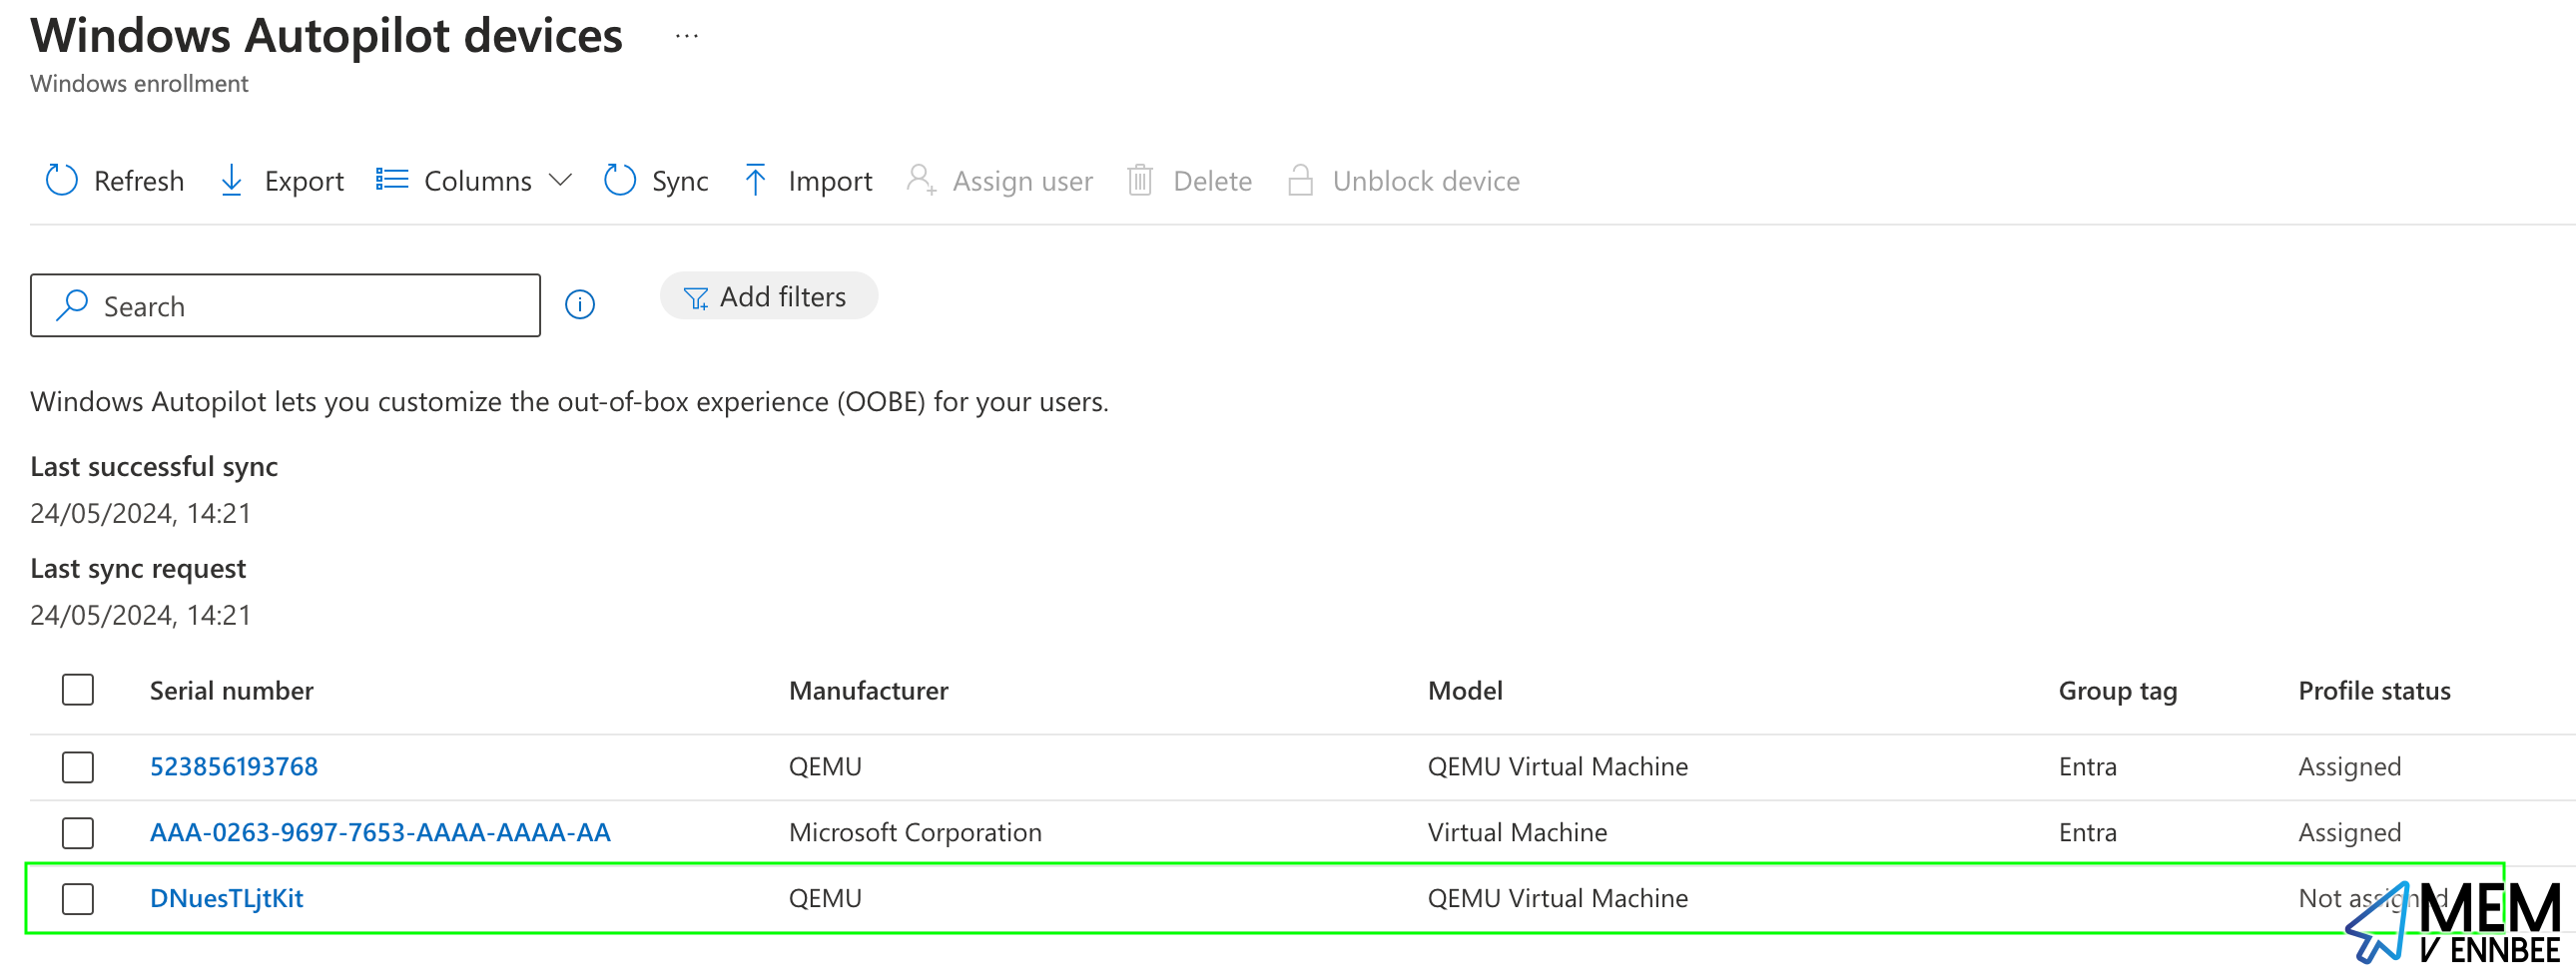 Windows Autopilot devices ...
Windows enrollment
Refresh Export Columns Sync Import Assign user Delete Unblock device
Search Add filters
Windows Autopilot lets you customize the out-of-box experience (OOBE) for your users.
Last successful sync
24/05/2024, 14:21
Last sync request
24/05/2024, 14:21
Serial number Manufacturer Model Group tag Profile status
523856193768 QEMU QEMU Virtual Machine Entra Assigned
AAA-0263-9697-7653-AAAA-AAAA-AA Microsoft Corporation Virtual Machine Entra Assigned
DNuesTLjtKit QEMU QEMU Virtual Machine Not assigned
MEM
V ENNBEE